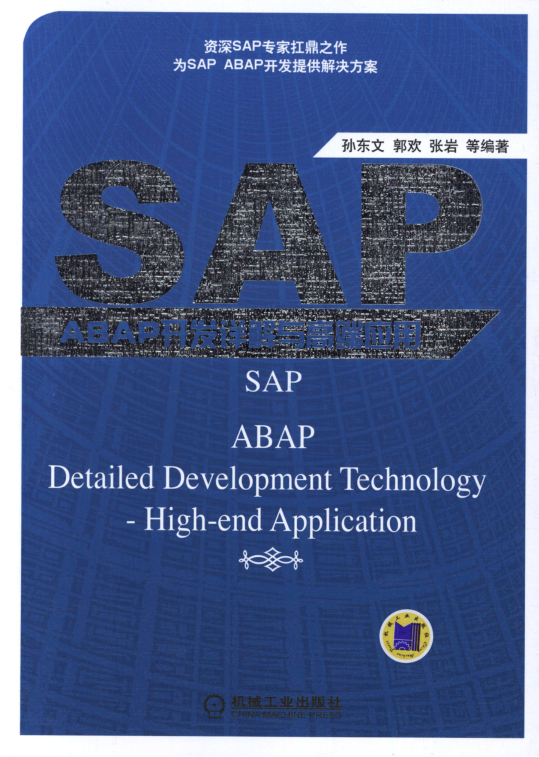 资深SAP专家扛鼎之作
为SAP ABAP开发提供解决方案
孙东文 郭欢 张岩 等编著
SAP
ABAP开发详解与高端应用
SAP
ABAP
Detailed Development Technology
- High-end Application
机械工业出版社
CHINA MACHINE PRESS